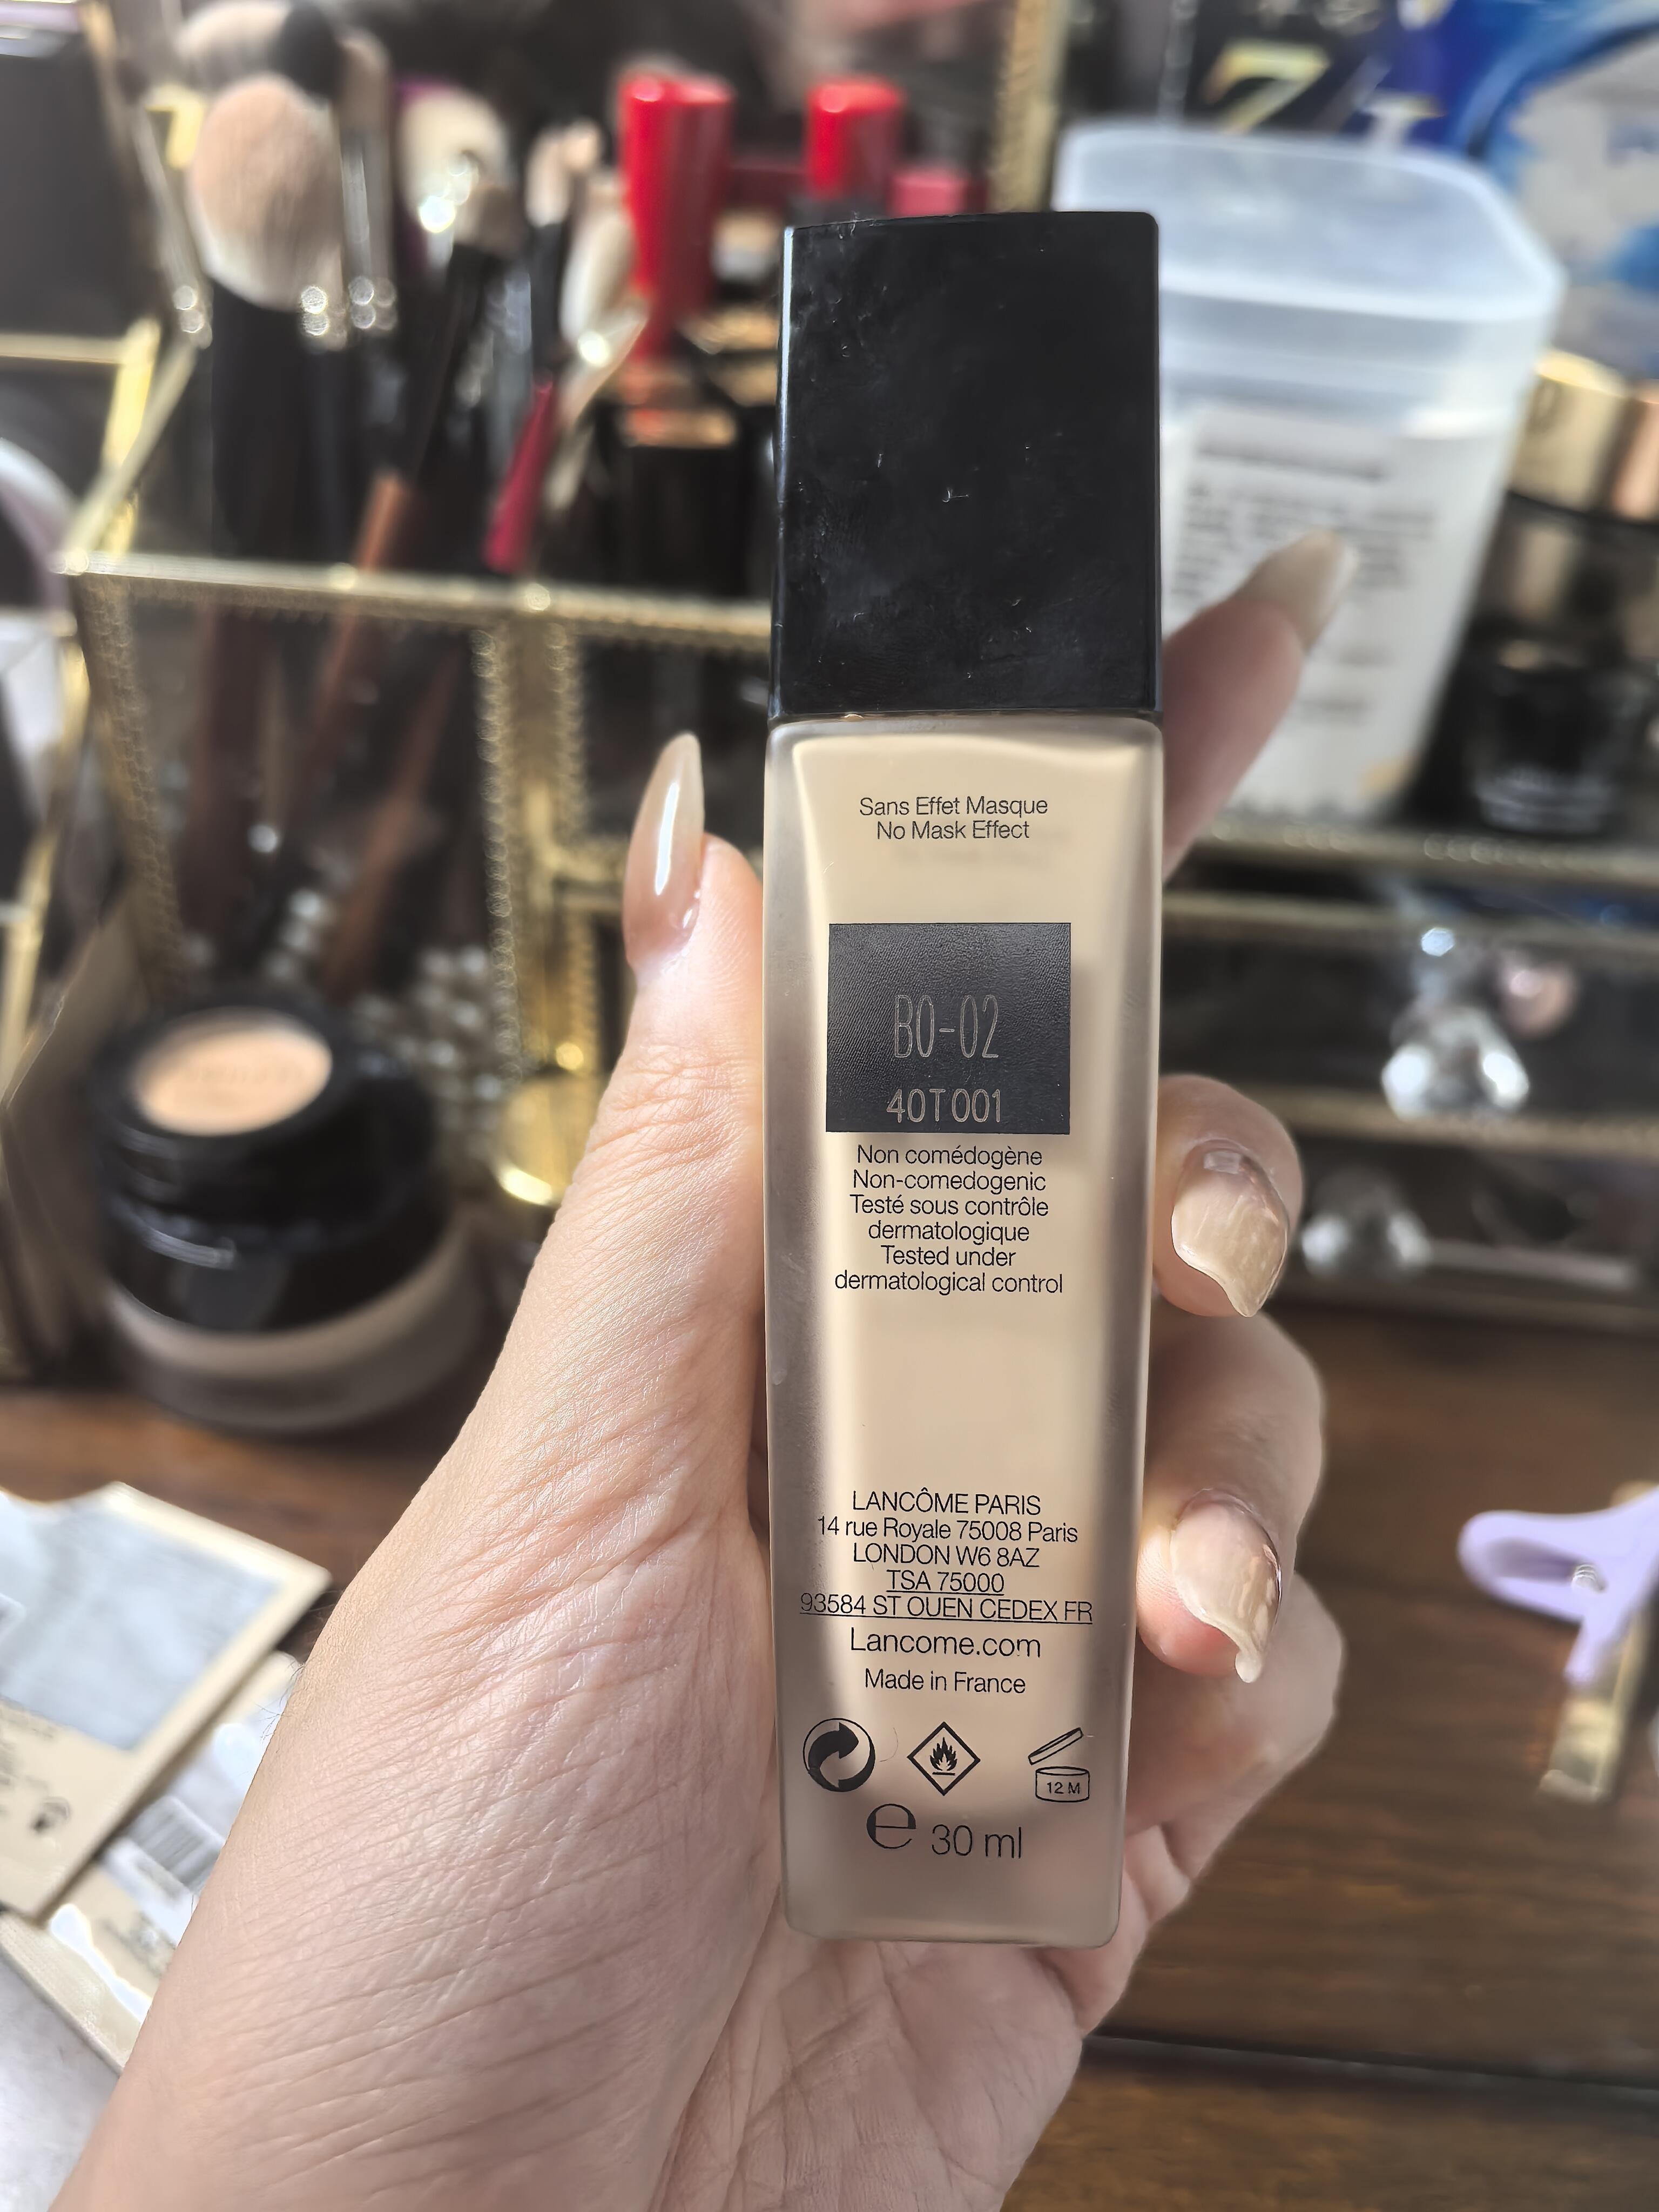 Sans Effet Masque
No Mask Effect
BO-02
40T001
Non comédogène
Non-comedogenic
Testé sous contrôle
dermatologique
Tested under
dermatological control
LANCÔME PARIS
14 rue Royale 75008 Paris
LONDON W6 8AZ
TSA 75000
93584 ST OUEN CEDEX FR
Lancome.com
Made in France
12 M
e 30 ml